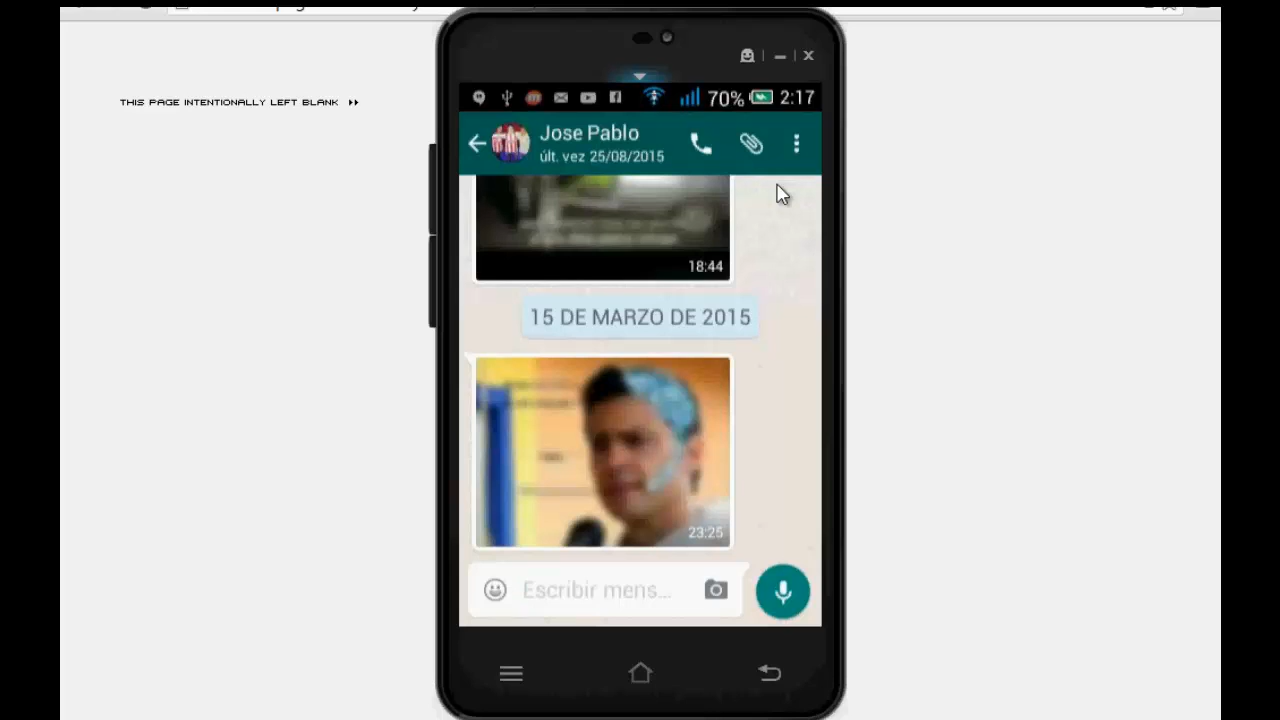 THIS PAGE INTENTIONALLY LEFT BLANK
70% 2:17
Jose Pablo
últ. vez 25/08/2015
18:44
15 DE MARZO DE 2015
23:25
Escribir mens...